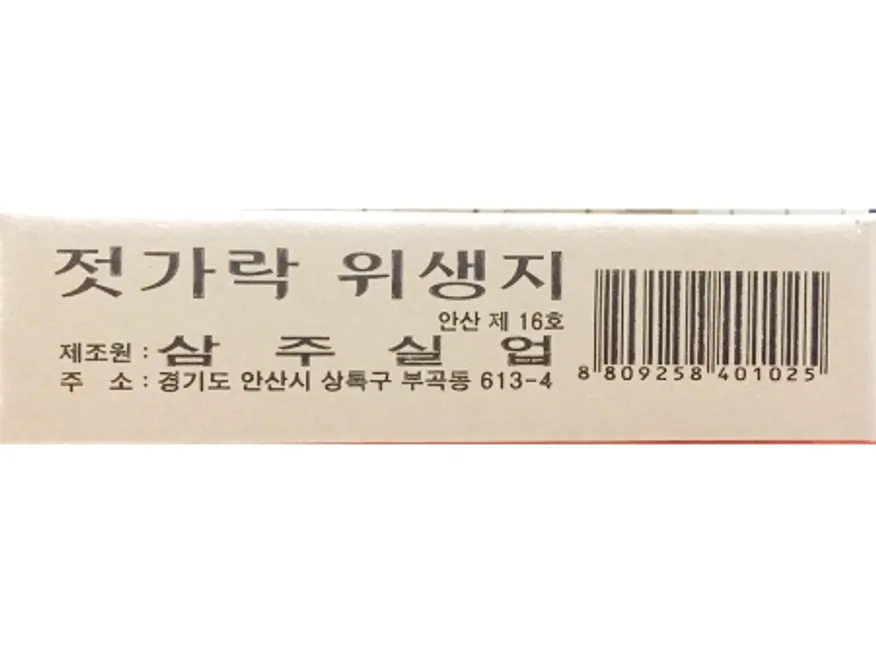 젓가락 위생지
안산 제 16호
제조원 : 삼 주 실 업
주 소 : 경기도 안산시 상톡구 부곡동 613-4
8 809258 401025